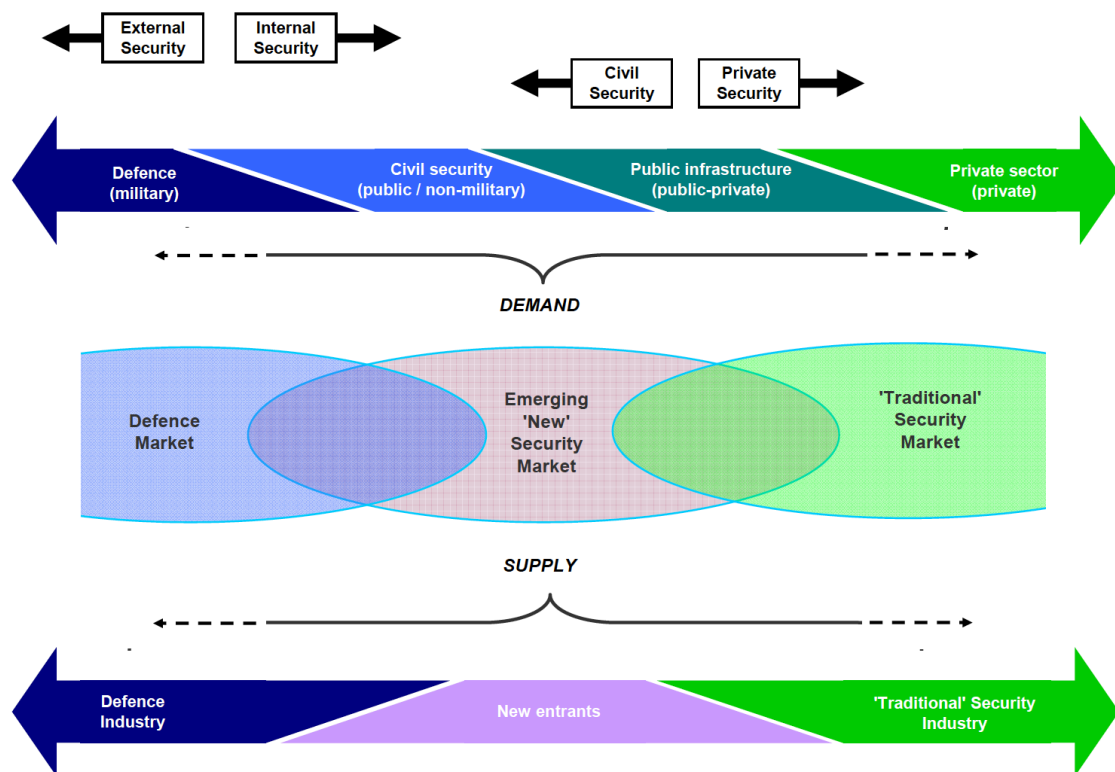 External
Security
Internal
Security
Civil
Security
Private
Security
Defence
(military)
Civil security
(public / non-military)
Public infrastructure
(public-private)
Private sector
(private)
DEMAND
Defence
Market
Emerging
'New'
Security
Market
'Traditional'
Security
Market
SUPPLY
Defence
Industry
New entrants
'Traditional' Security
Industry